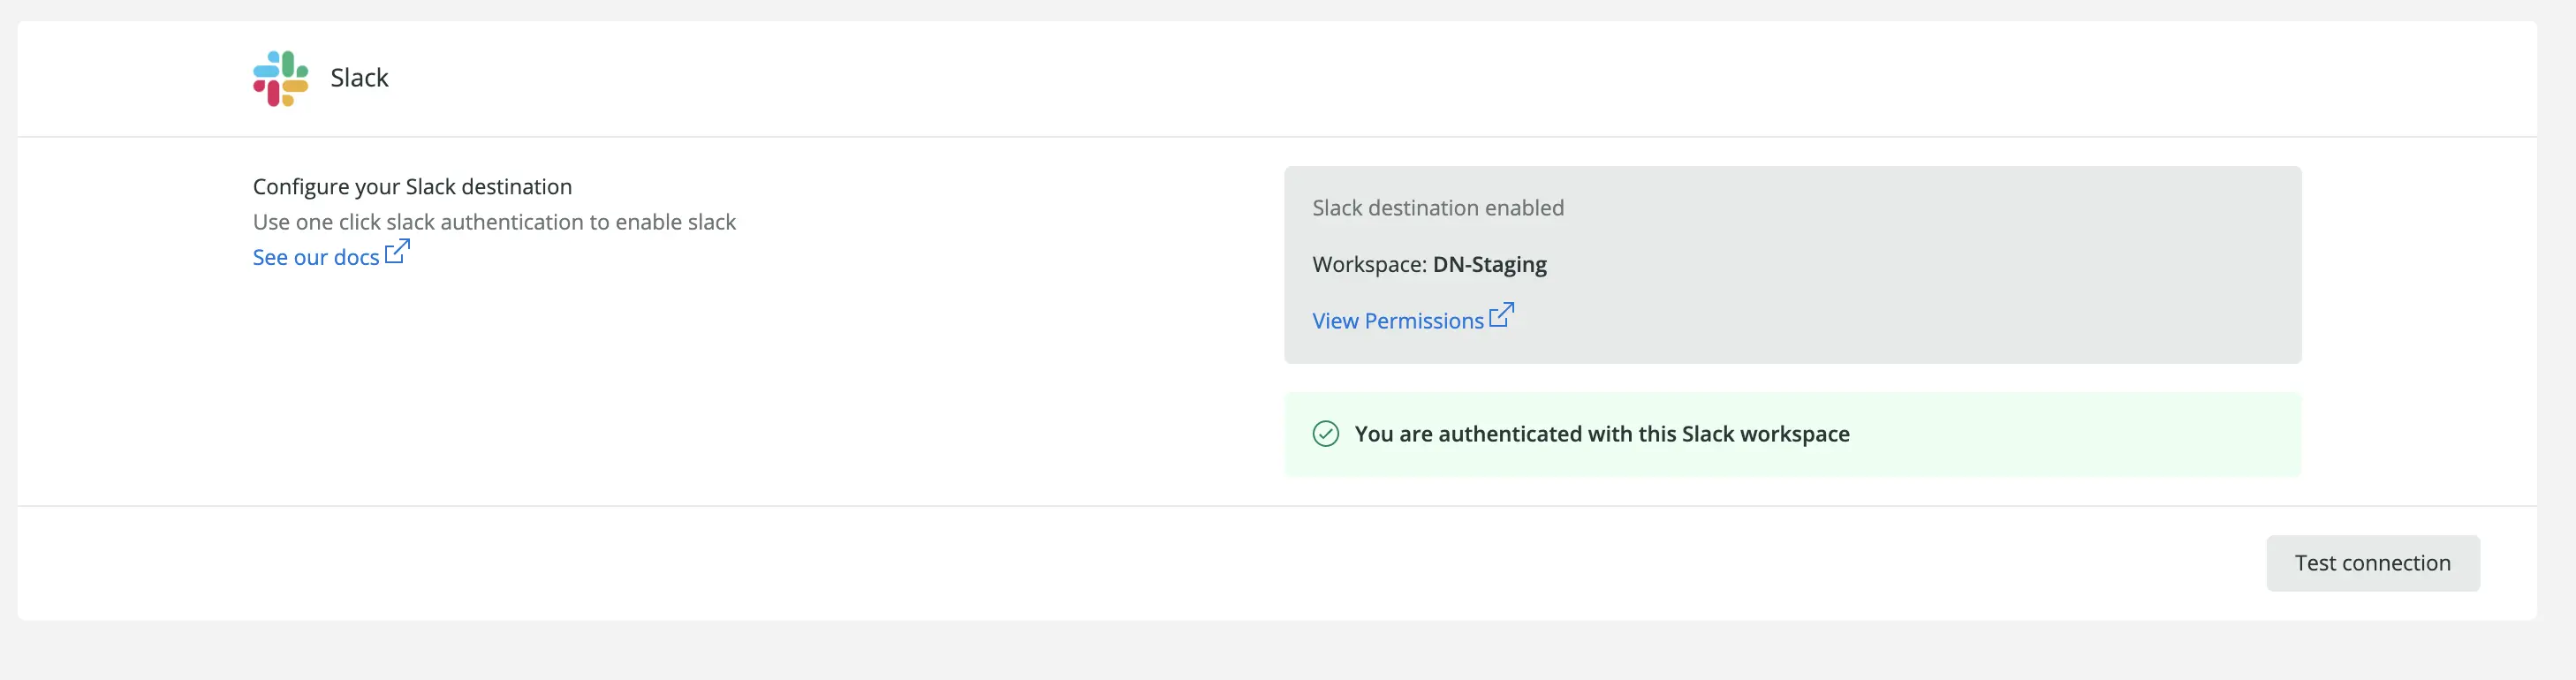 Slack
Configure your Slack destination
Use one click slack authentication to enable slack
See our docs
Slack destination enabled
Workspace: DN-Staging
View Permissions
You are authenticated with this Slack workspace
Test connection